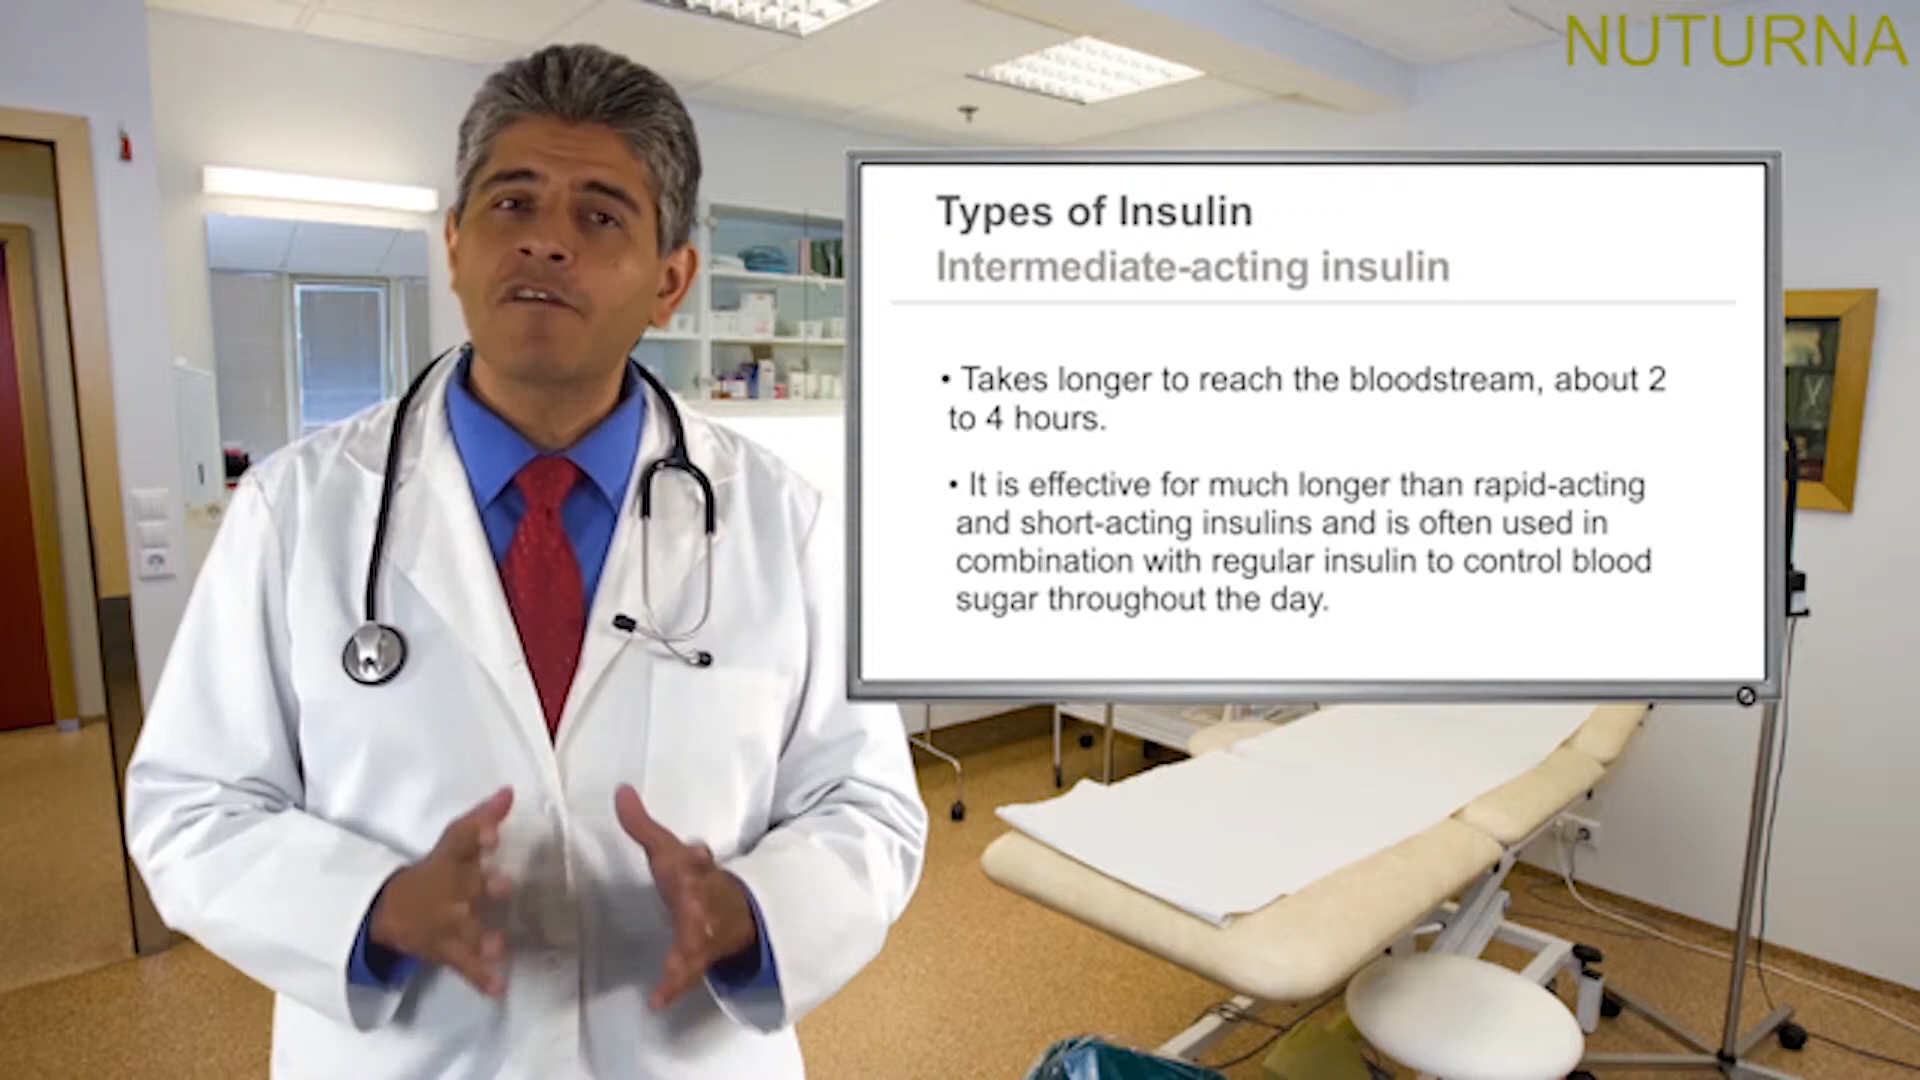 NUTURNA
Types of Insulin
Intermediate-acting insulin
• Takes longer to reach the bloodstream, about 2
to 4 hours.
• It is effective for much longer than rapid-acting
and short-acting insulins and is often used in
combination with regular insulin to control blood
sugar throughout the day.